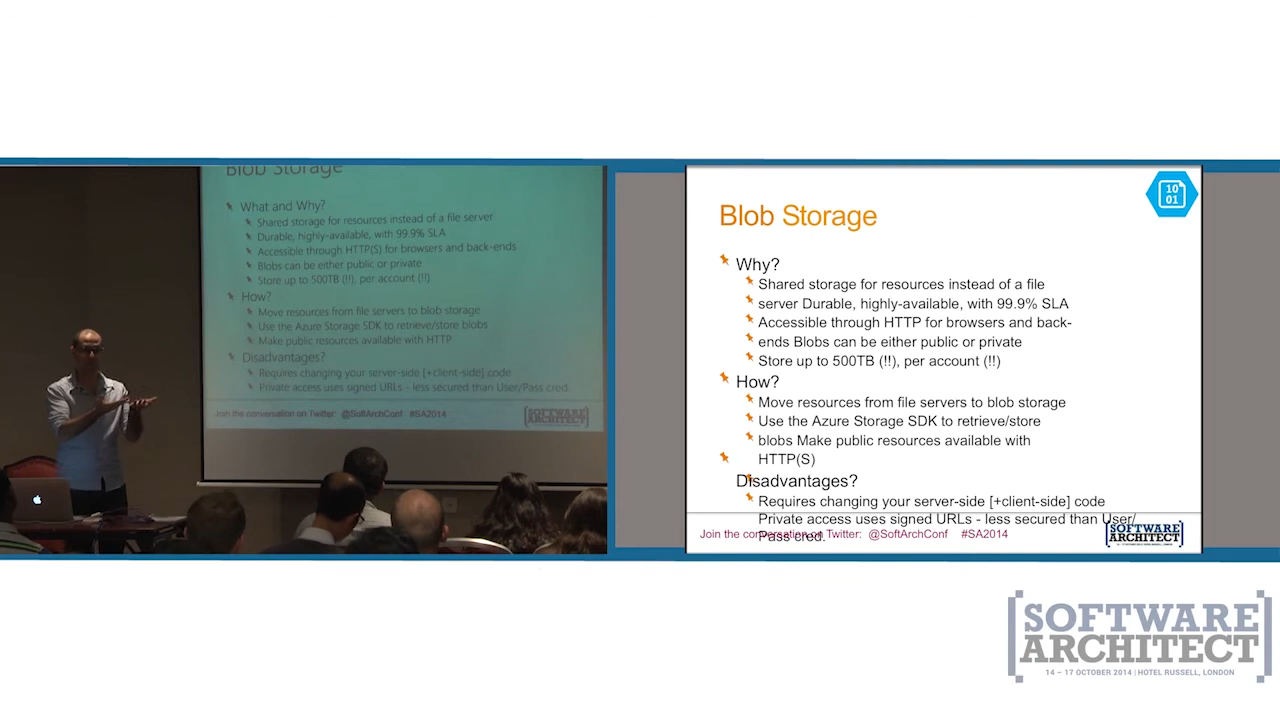 Blob Storage
What and Why?
Shared storage for resources instead of a file server
Durable, highly-available, with 99.9% SLA
Accessible through HTTP(S) for browsers and back-ends
Blobs can be either public or private
Store up to 500TB (!!), per account (!!)
How?
Move resources from file servers to blob storage
Use the Azure Storage SDK to retrieve/store blobs
Make public resources available with HTTP
Disadvantages?
Requires changing your server-side [+client-side] code
Private access uses signed URLs - less secured than User/Pass cred.
Join the conversation on Twitter: @SoftArchConf #SA2014
[SOFTWARE
ARCHITECT]
10
01
Blob Storage
Why?
Shared storage for resources instead of a file
server Durable, highly-available, with 99.9% SLA
Accessible through HTTP for browsers and back-
ends Blobs can be either public or private
Store up to 500TB (!!), per account (!!)
How?
Move resources from file servers to blob storage
Use the Azure Storage SDK to retrieve/store
blobs Make public resources available with
HTTP(S)
Disadvantages?
Requires changing your server-side [+client-side] code
Private access uses signed URLs - less secured than User/
Pass cred.
Join the conversation on Twitter: @SoftArchConf #SA2014
[SOFTWARE
ARCHITECT]
[SOFTWARE
ARCHITECT]
14 – 17 OCTOBER 2014 | HOTEL RUSSELL, LONDON